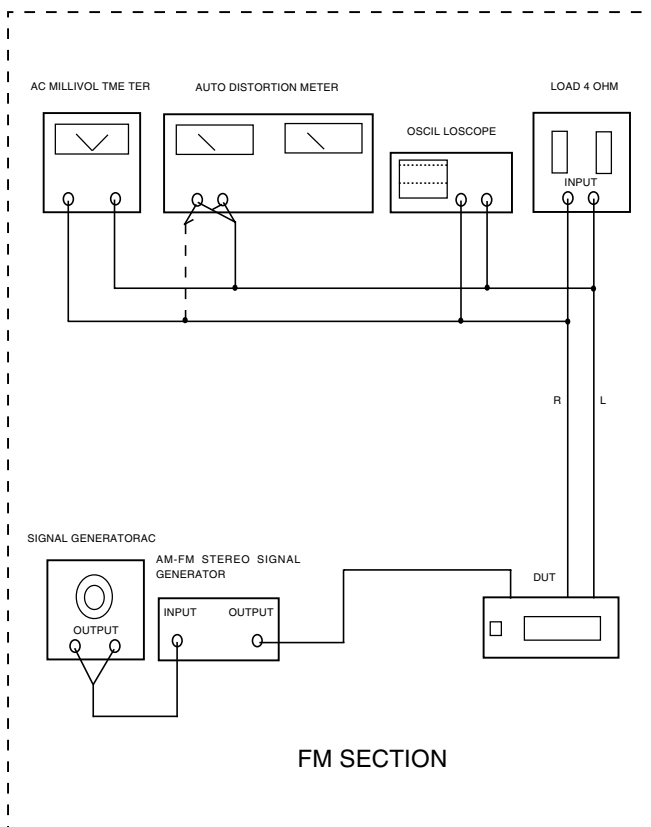 AC MILLIVOL TME TER
AUTO DISTORTION METER
LOAD 4 OHM
OSCIL LOSCOPE
INPUT
R
L
SIGNAL GENERATORAC
AM-FM STEREO SIGNAL
GENERATOR
DUT
INPUT
OUTPUT
OUTPUT
FM SECTION